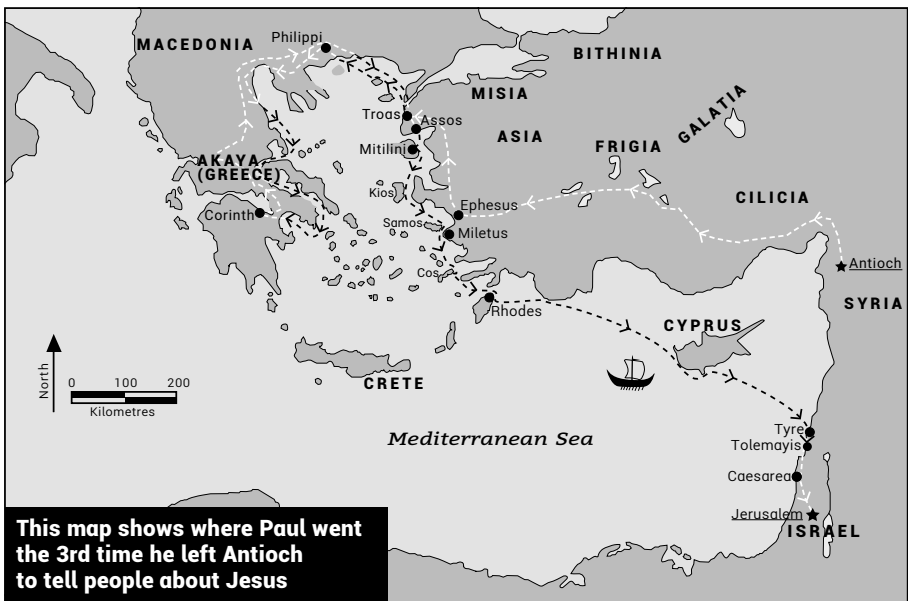 MACEDONIA
Philippi
BITHINIA
MISIA
GALATIA
Troas
Assos
ASIA
Mitilini
FRIGIA
AKAYA
(GREECE)
Kios
CILICIA
Ephesus
Corinth
Samos
Miletus
Antioch
Cos
SYRIA
Rhodes
CYPRUS
North
0 100 200
Kilometres
CRETE
Mediterranean Sea
Tyre
Tolemayis
Caesarea
Jerusalem
ISRAEL
This map shows where Paul went
the 3rd time he left Antioch
to tell people about Jesus